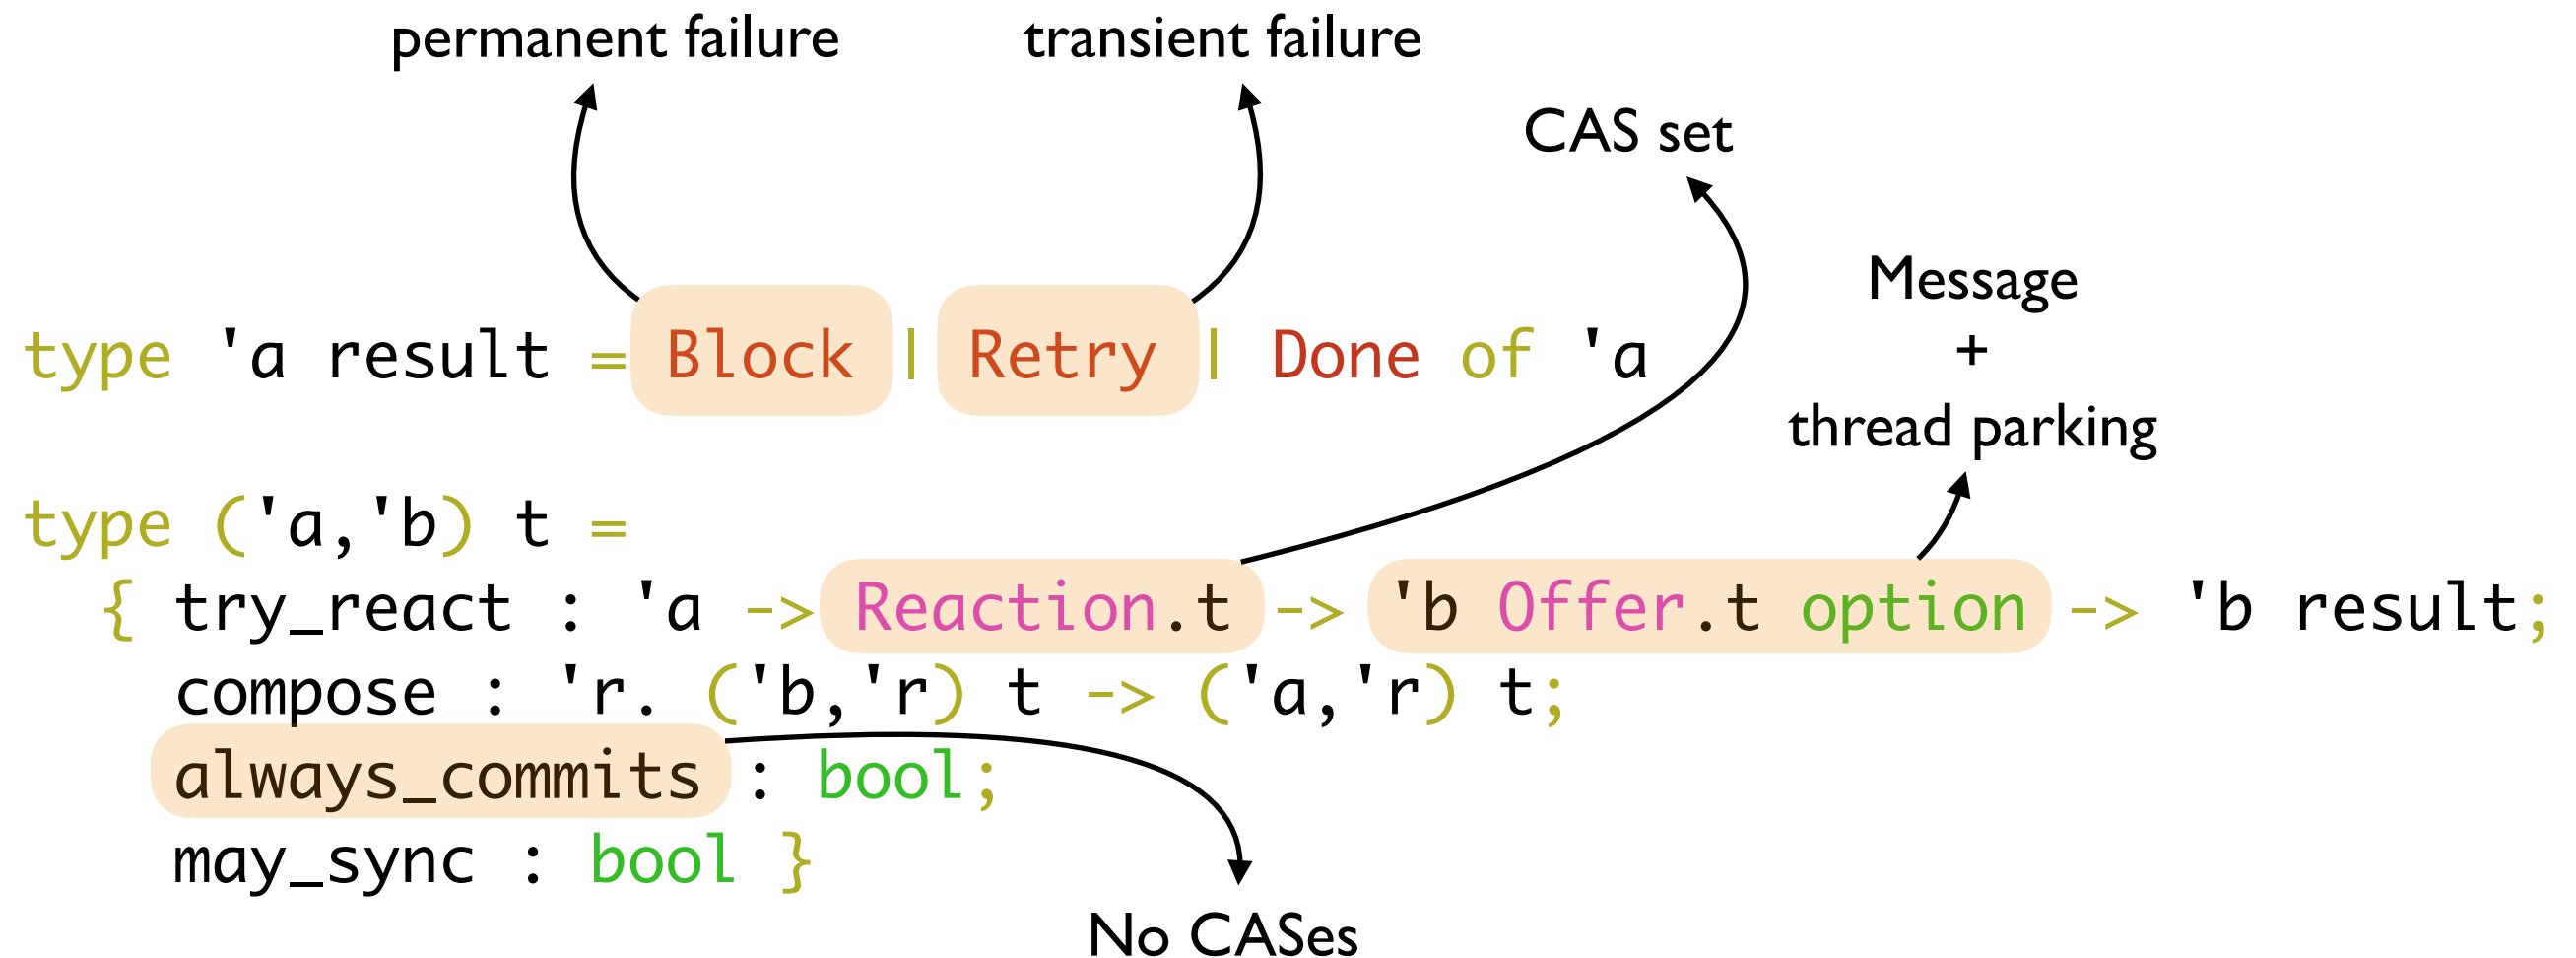 permanent failure
transient failure
CAS set
Message
+
thread parking
type 'a result = Block | Retry | Done of 'a
type ('a,'b) t =
{ try_react : 'a -> Reaction.t -> 'b Offer.t option -> 'b result;
compose : 'r. ('b,'r) t -> ('a,'r) t;
always_commits : bool;
may_sync : bool }
No CASes